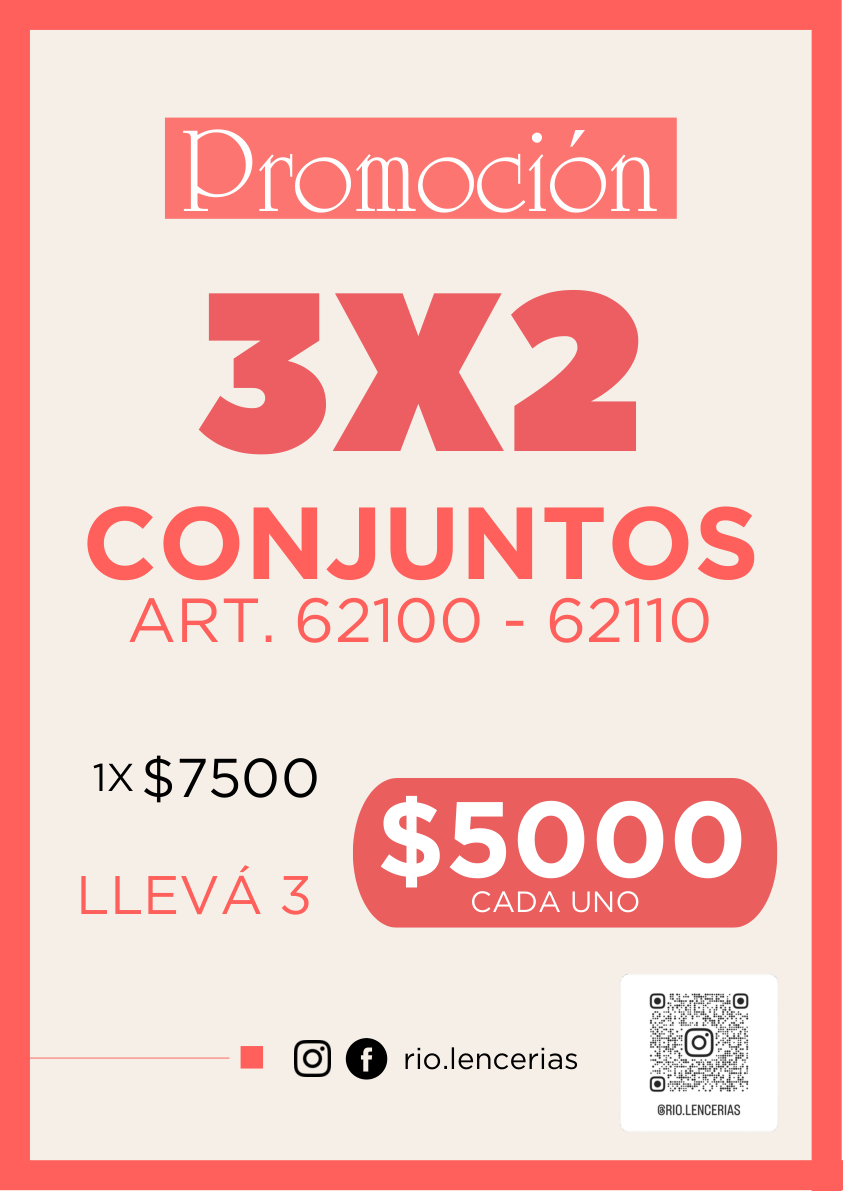 Promoción
3X2
CONJUNTOS
ART. 62100 - 62110
1X $7500
LLEVÁ 3
$5000
CADA UNO
rio.lencerias
@RIO.LENCERIAS